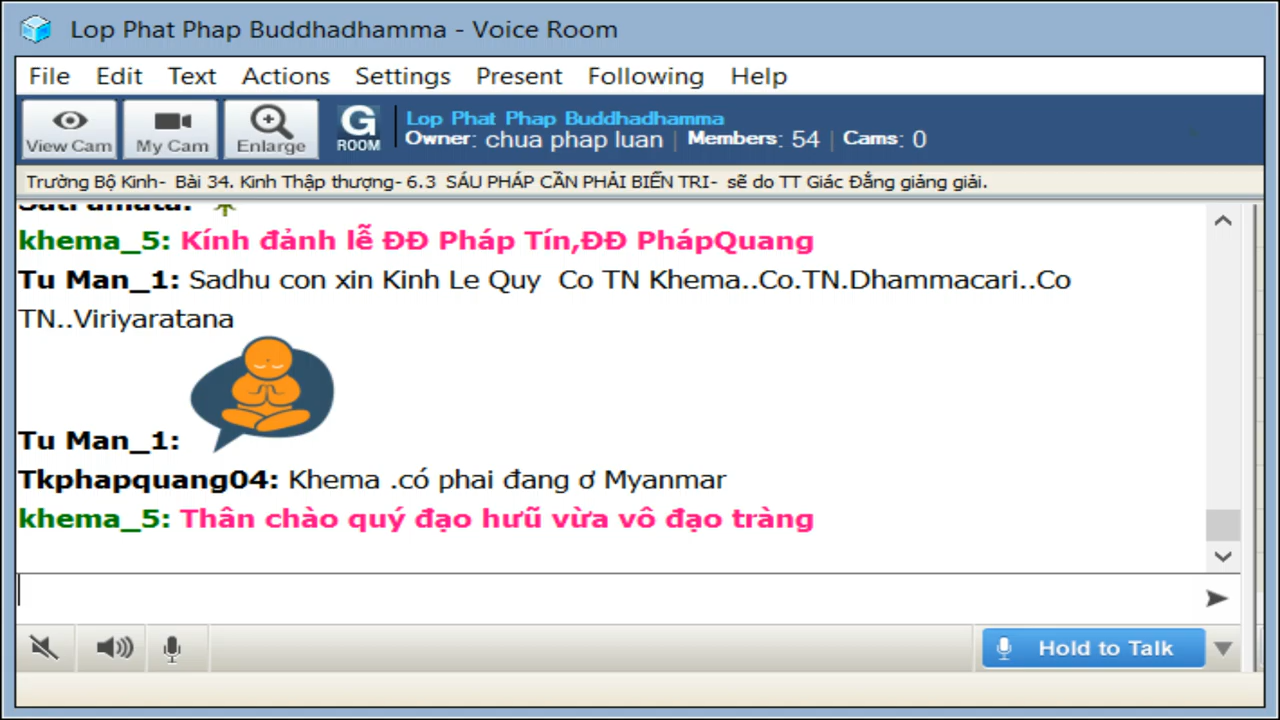 Lop Phat Phap Buddhadhamma - Voice Room
File Edit Text Actions Settings Present Following Help
View Cam My Cam Enlarge G ROOM
Lop Phat Phap Buddhadhamma
Owner: chua phap luan | Members: 54 | Cams: 0
Trường Bộ Kinh- Bài 34. Kinh Thập thượng- 6.3 SÁU PHÁP CẦN PHẢI BIẾN TRI- sẽ do TT Giác Đẳng giảng giải.
khema_5: Kính đảnh lễ ĐĐ Pháp Tín,ĐĐ PhápQuang
Tu Man_1: Sadhu con xin Kinh Le Quy Co TN Khema..Co.TN.Dhammacari..Co
TN..Viriyaratana
Tu Man_1:
Tkphapquang04: Khema .có phai đang ơ Myanmar
khema_5: Thân chào quý đạo hưũ vừa vô đạo tràng
Hold to Talk